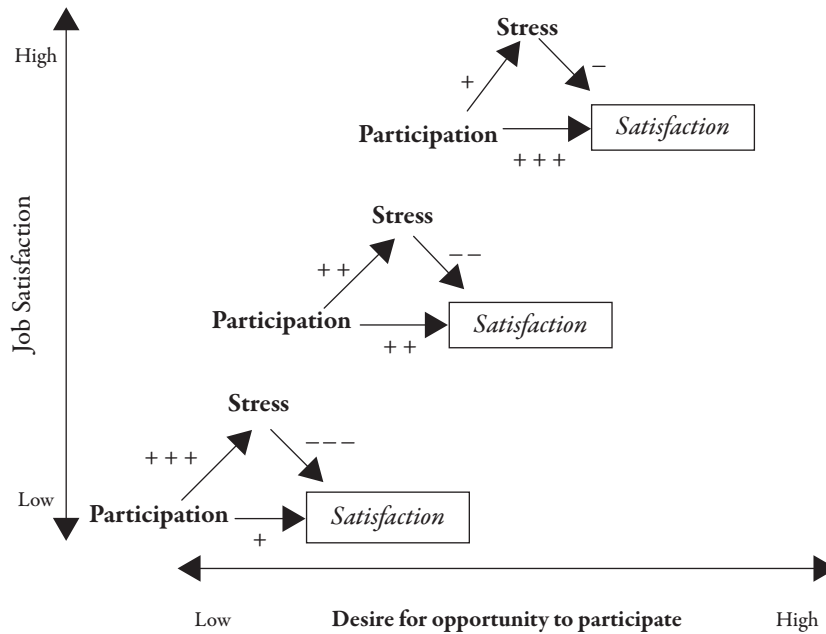 Stress
High
+
–
Participation
Satisfaction
+ + +
Stress
+ +
– –
Participation
Satisfaction
+ +
Job Satisfaction
Stress
+ + +
– – –
Low
Participation
Satisfaction
+
Low
Desire for opportunity to participate
High